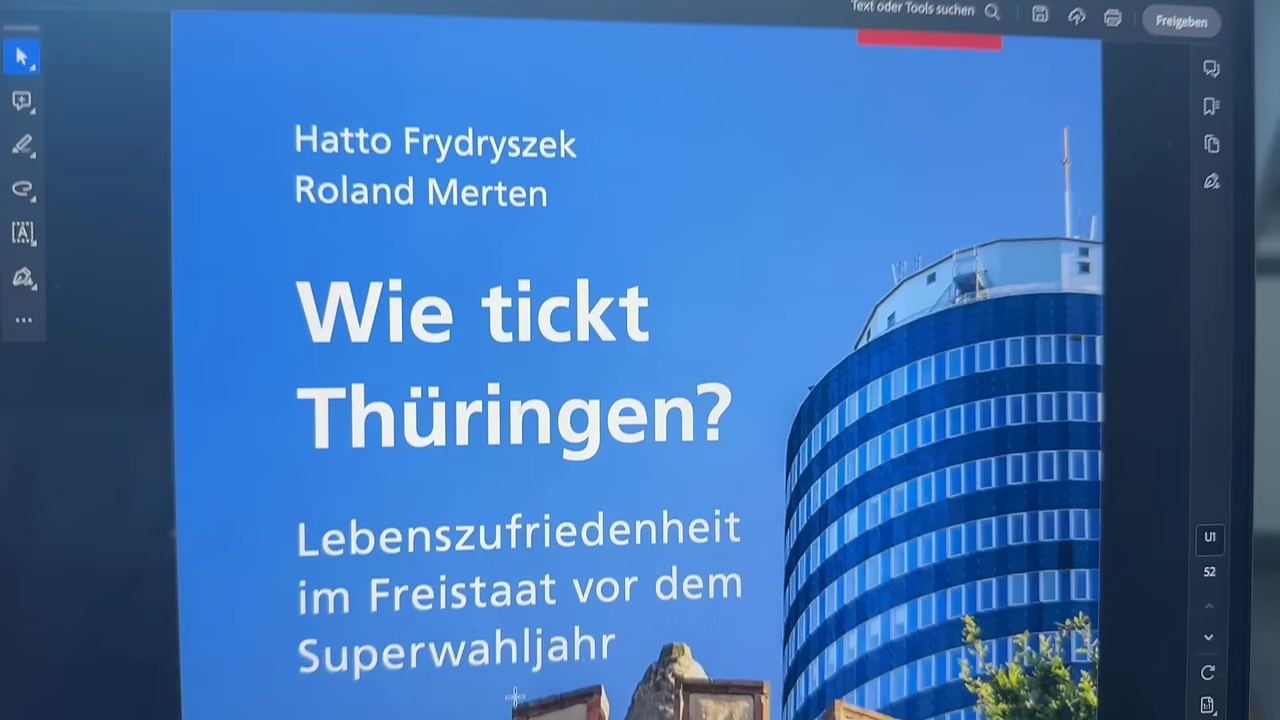 Text oder Tools suchen
Freigeben
Hatto Frydryszek
Roland Merten
Wie tickt
Thüringen?
Lebenszufriedenheit
im Freistaat vor dem
Superwahljahr
U1
52